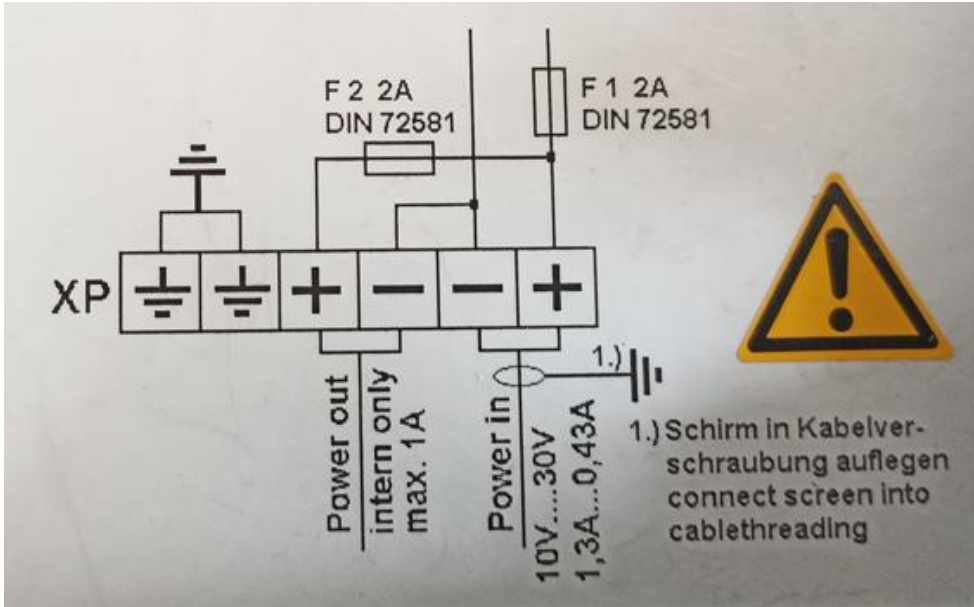 F 2 2A
DIN 72581
F 1 2A
DIN 72581
XP
+ − − +
Power out
intern only
max. 1A
Power in
10V....30V
1,3A...0,43A
1.)
1.) Schirm in Kabelver-
schraubung auflegen
connect screen into
cablethreading